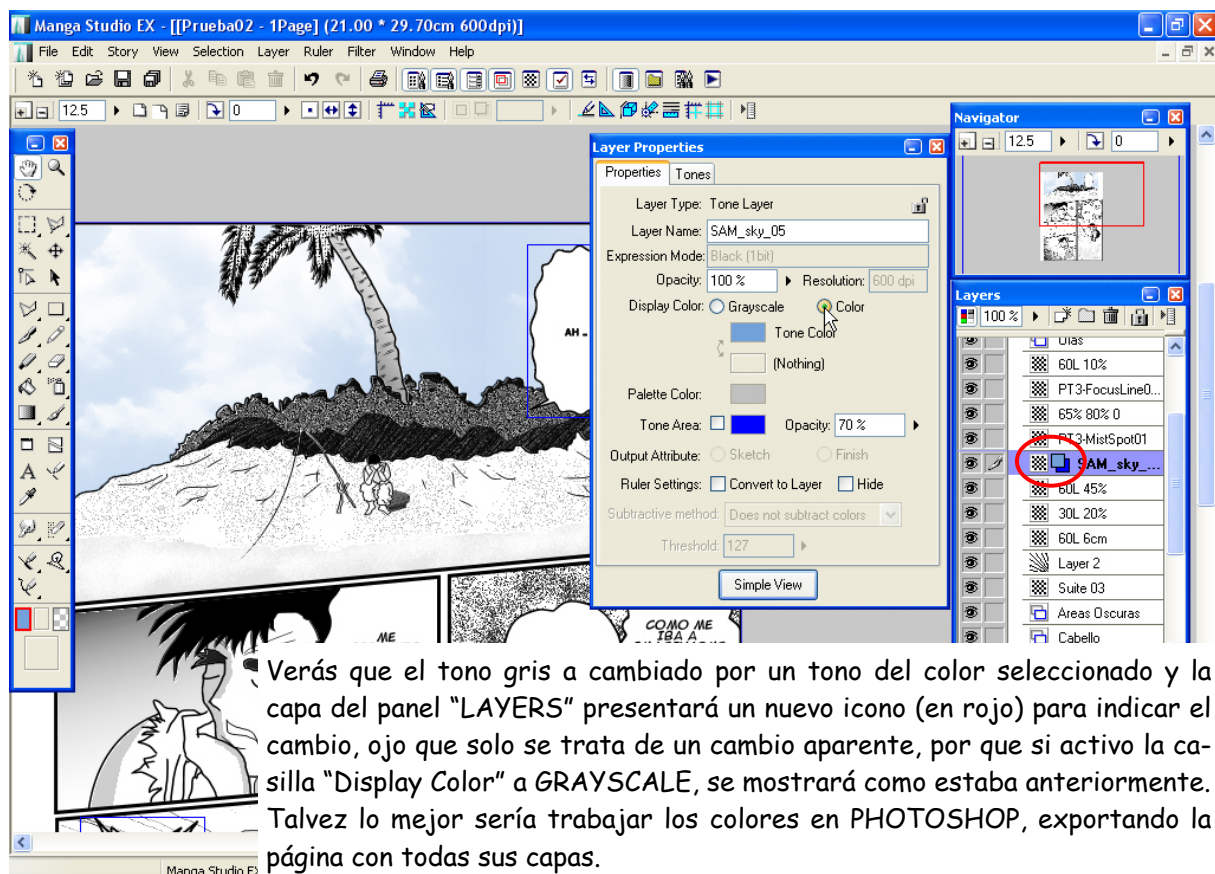 Manga Studio EX - [[Prueba02 - 1Page] (21.00 * 29.70cm 600dpi)]
File Edit Story View Selection Layer Ruler Filter Window Help
12.5 0
Navigator
12.5 0
Layer Properties
Properties Tones
Layer Type: Tone Layer
Layer Name: SAM_sky_05
Expression Mode: Black (1bit)
Opacity: 100 % Resolution: 600 dpi
Display Color: Grayscale Color
Tone Color
(Nothing)
Palette Color:
Tone Area: Opacity: 70 %
Output Attribute: Sketch Finish
Ruler Settings: Convert to Layer Hide
Subtractive method: Does not subtract colors
Threshold: 127
Simple View
Layers
100 %
Olas
60L 10%
PT3-FocusLine0...
65% 80% 0
PT3-MistSpot01
SAM_sky_...
60L 45%
30L 20%
60L 6cm
Layer 2
Suite 03
Areas Oscuras
Cabello
AH -
ME
COMO ME
IBA A
Verás que el tono gris a cambiado por un tono del color seleccionado y la
capa del panel “LAYERS” presentará un nuevo icono (en rojo) para indicar el
cambio, ojo que solo se trata de un cambio aparente, por que si activo la ca-
silla “Display Color” a GRAYSCALE, se mostrará como estaba anteriormente.
Talvez lo mejor sería trabajar los colores en PHOTOSHOP, exportando la
página con todas sus capas.
Manga Studio EX